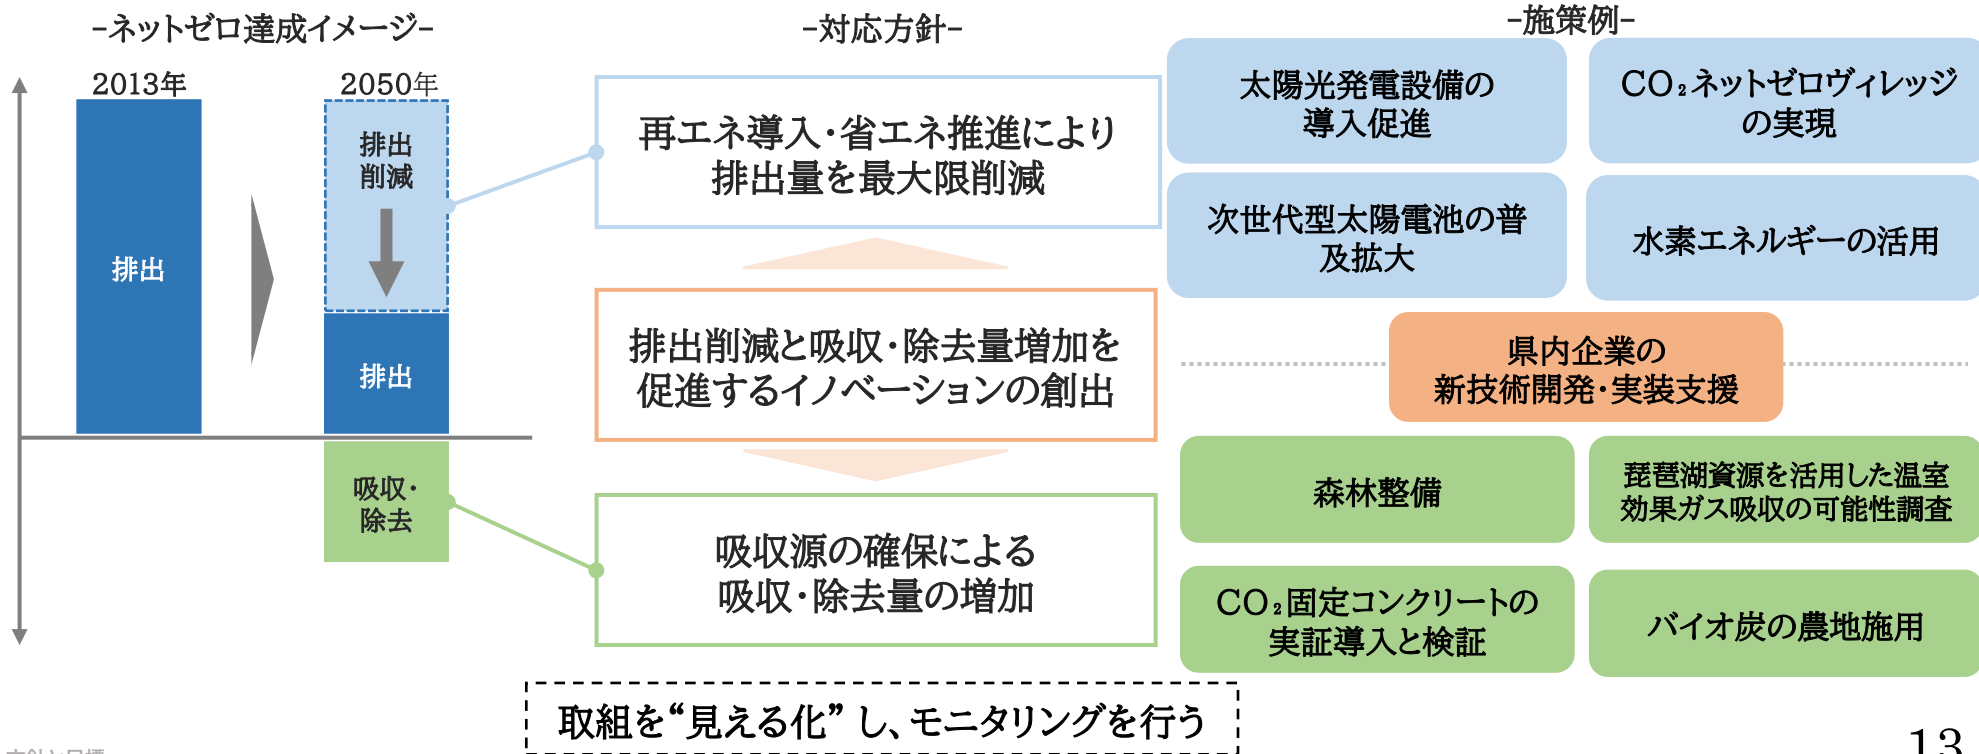 -ネットゼロ達成イメージ-
2013年
2050年
排出
排出
削減
排出
吸収・
除去
-対応方針-
再エネ導入・省エネ推進により
排出量を最大限削減
排出削減と吸収・除去量増加を
促進するイノベーションの創出
吸収源の確保による
吸収・除去量の増加
-施策例-
太陽光発電設備の
導入促進
CO₂ネットゼロヴィレッジ
の実現
次世代型太陽電池の普
及拡大
水素エネルギーの活用
県内企業の
新技術開発・実装支援
森林整備
琵琶湖資源を活用した温室
効果ガス吸収の可能性調査
CO₂固定コンクリートの
実証導入と検証
バイオ炭の農地施用
取組を“見える化”し、モニタリングを行う
13